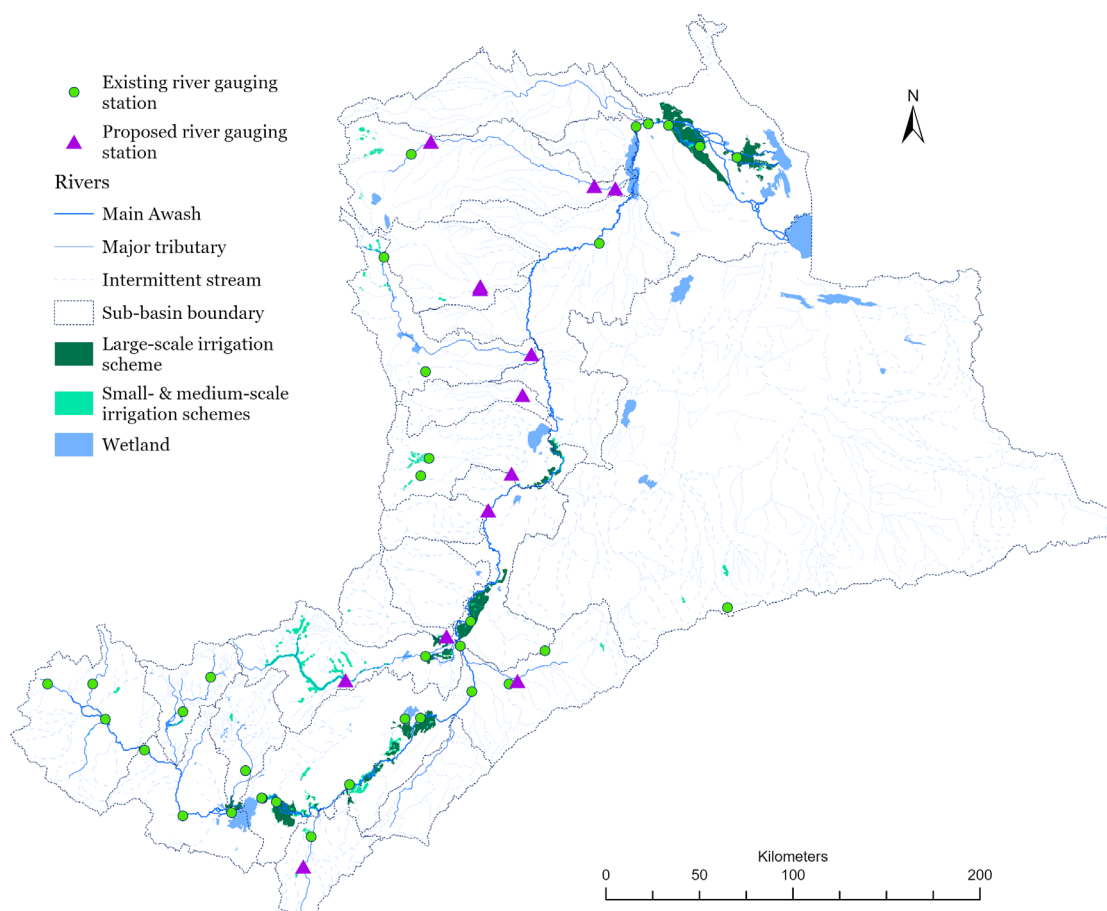 Existing river gauging
station
Proposed river gauging
station
Rivers
Main Awash
Major tributary
Intermittent stream
Sub-basin boundary
Large-scale irrigation
scheme
Small- & medium-scale
irrigation schemes
Wetland
N
Kilometers
0 50 100 200